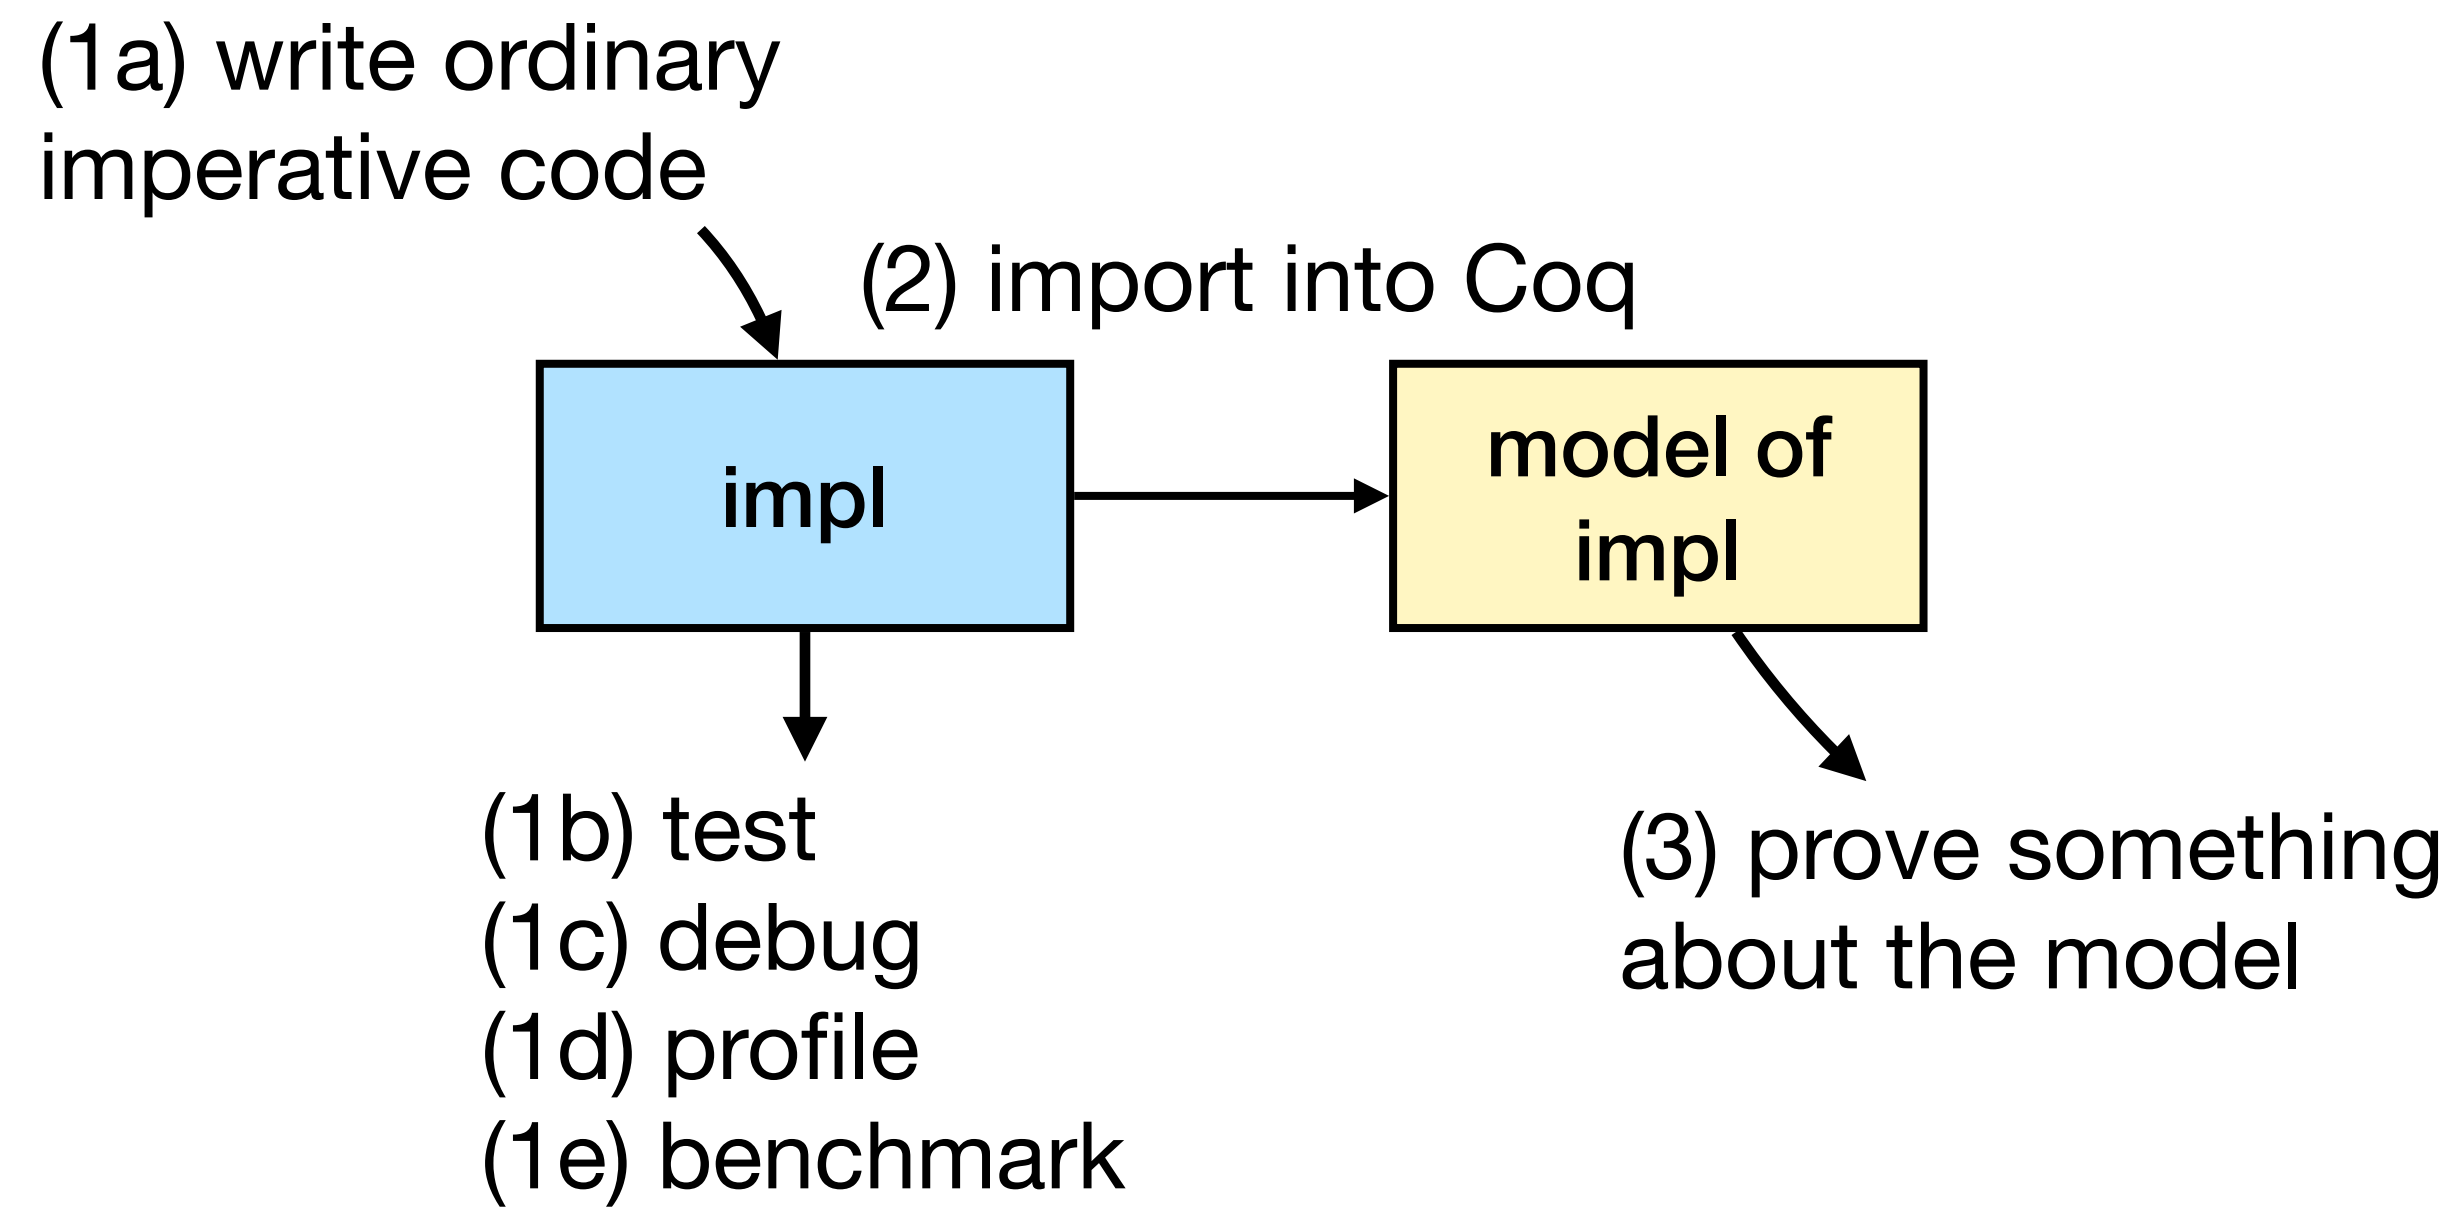 (1a) write ordinary
imperative code
(2) import into Coq
impl
model of
impl
(1b) test
(1c) debug
(1d) profile
(1e) benchmark
(3) prove something
about the model